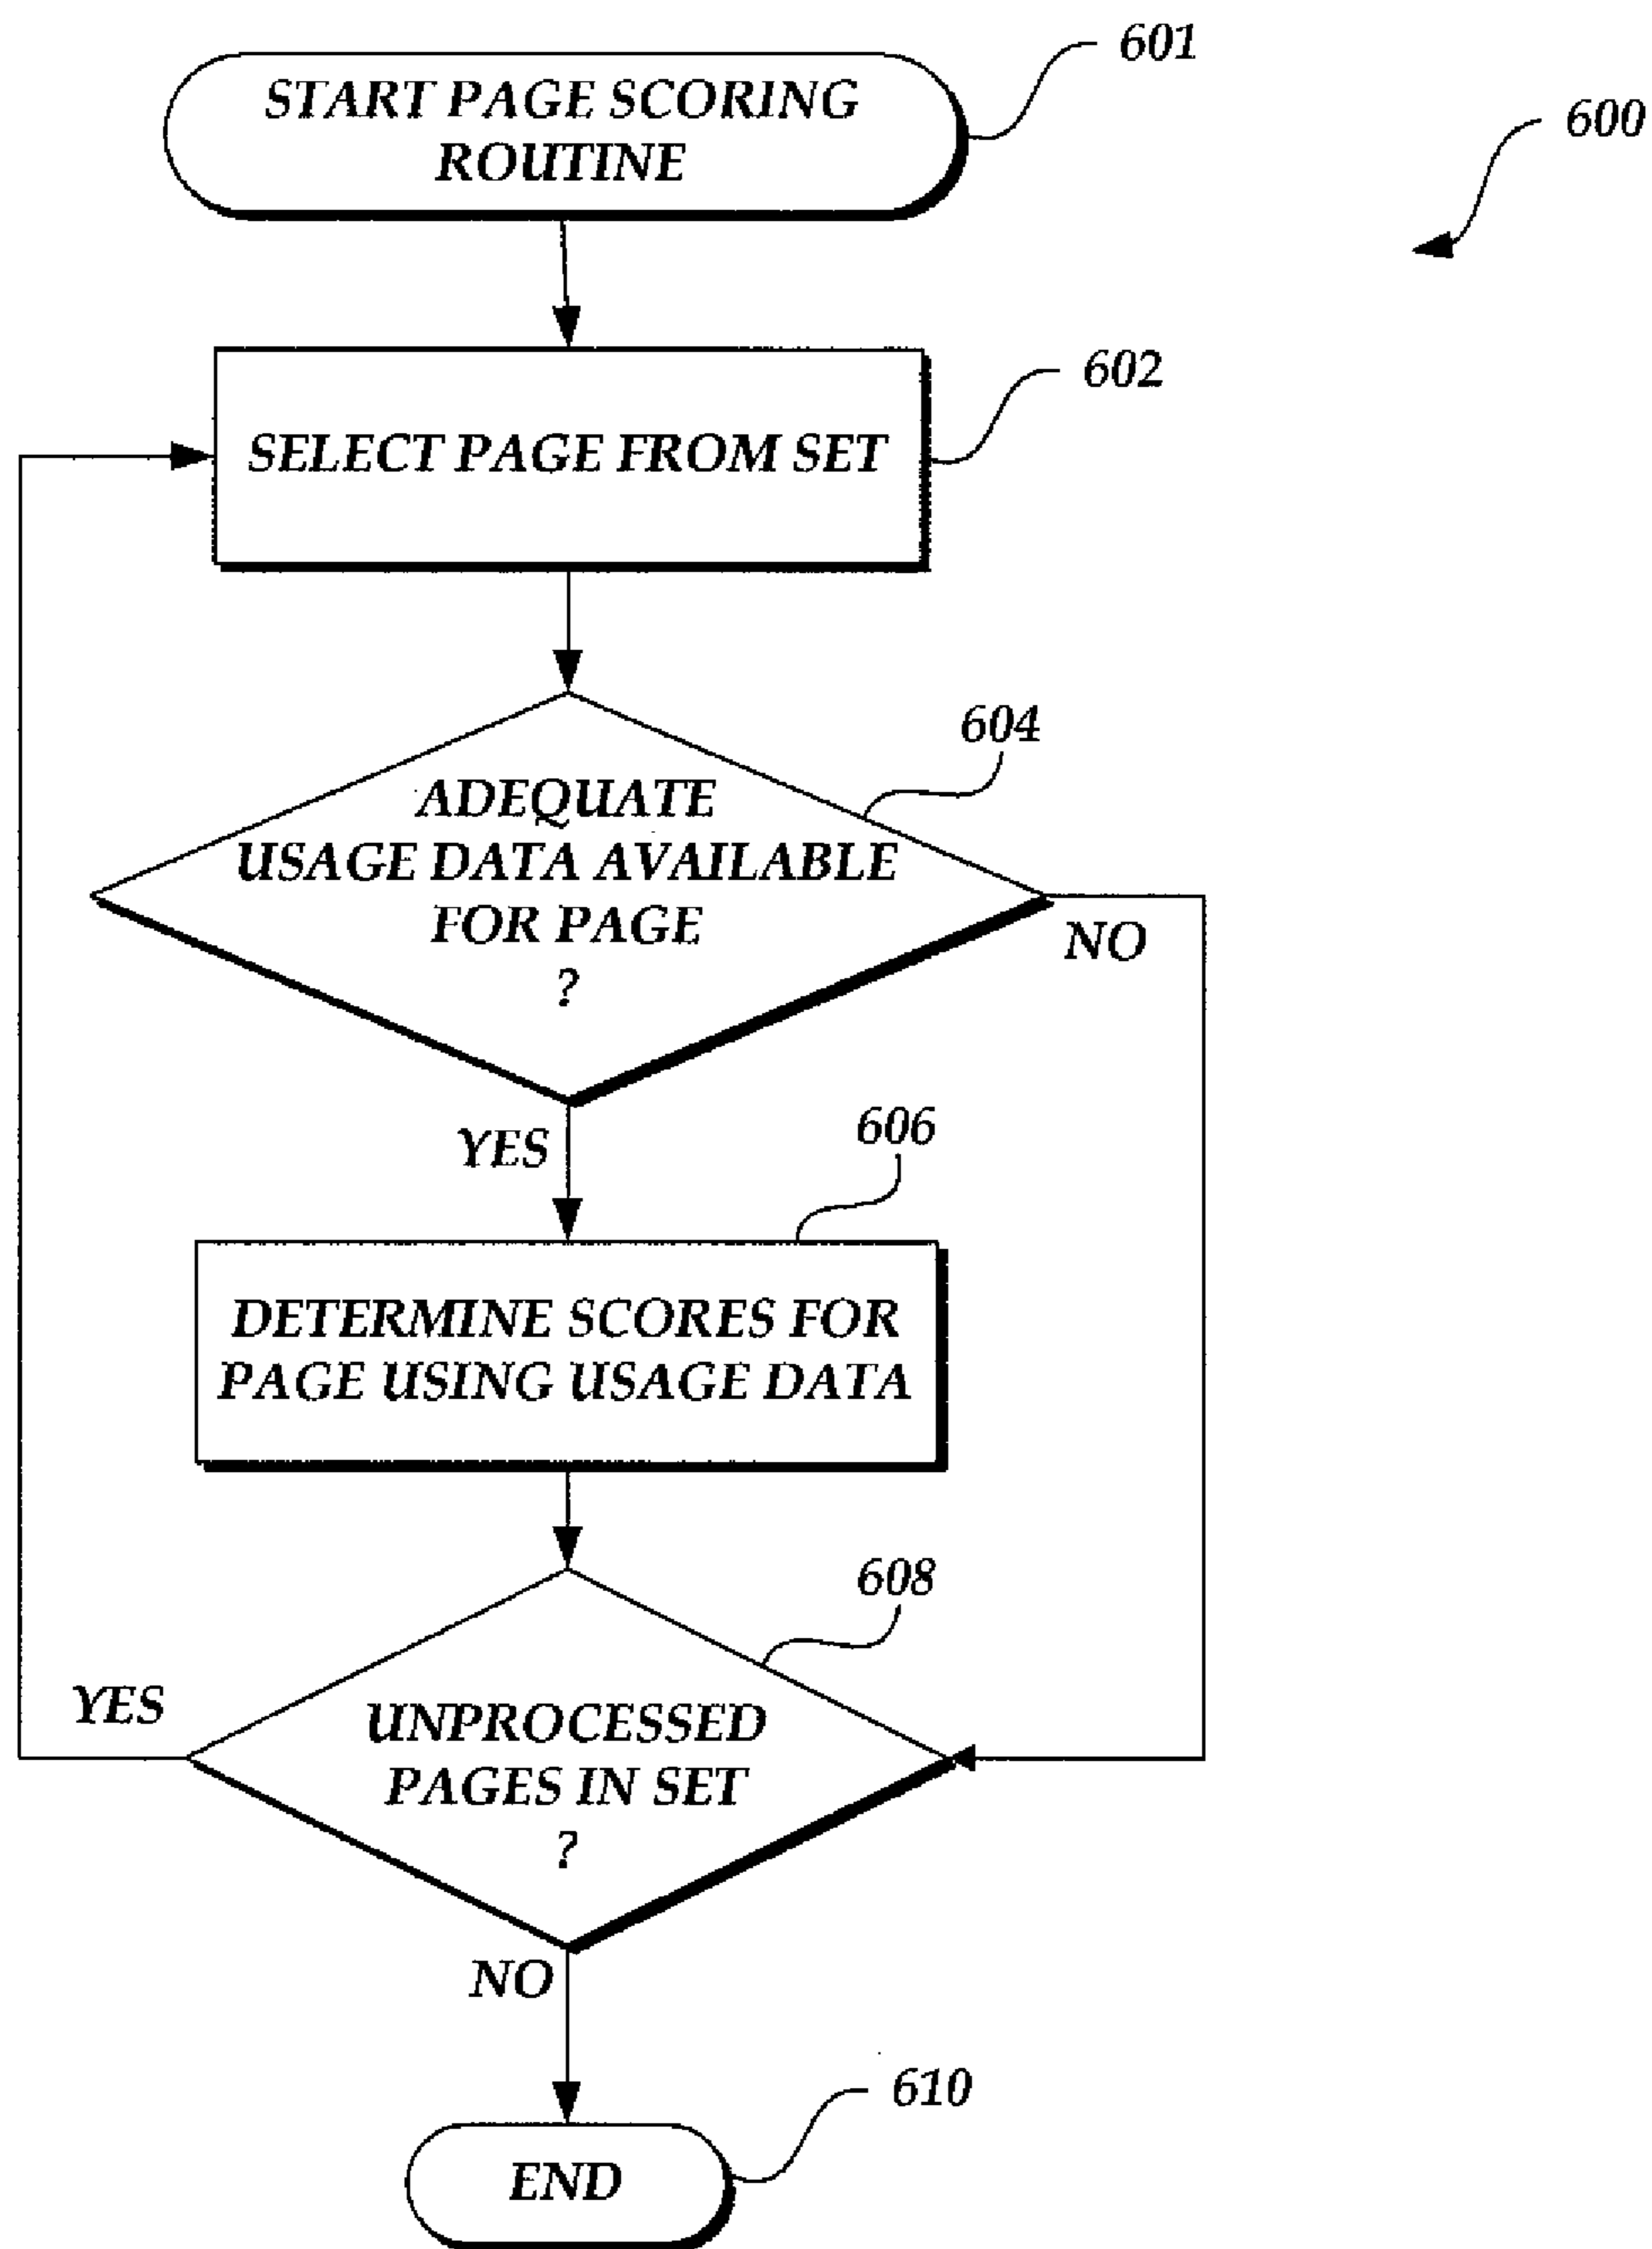 601
START PAGE SCORING
ROUTINE
600
602
SELECT PAGE FROM SET
604
ADEQUATE
USAGE DATA AVAILABLE
FOR PAGE
?
NO
YES
606
DETERMINE SCORES FOR
PAGE USING USAGE DATA
608
YES
UNPROCESSED
PAGES IN SET
?
NO
610
END